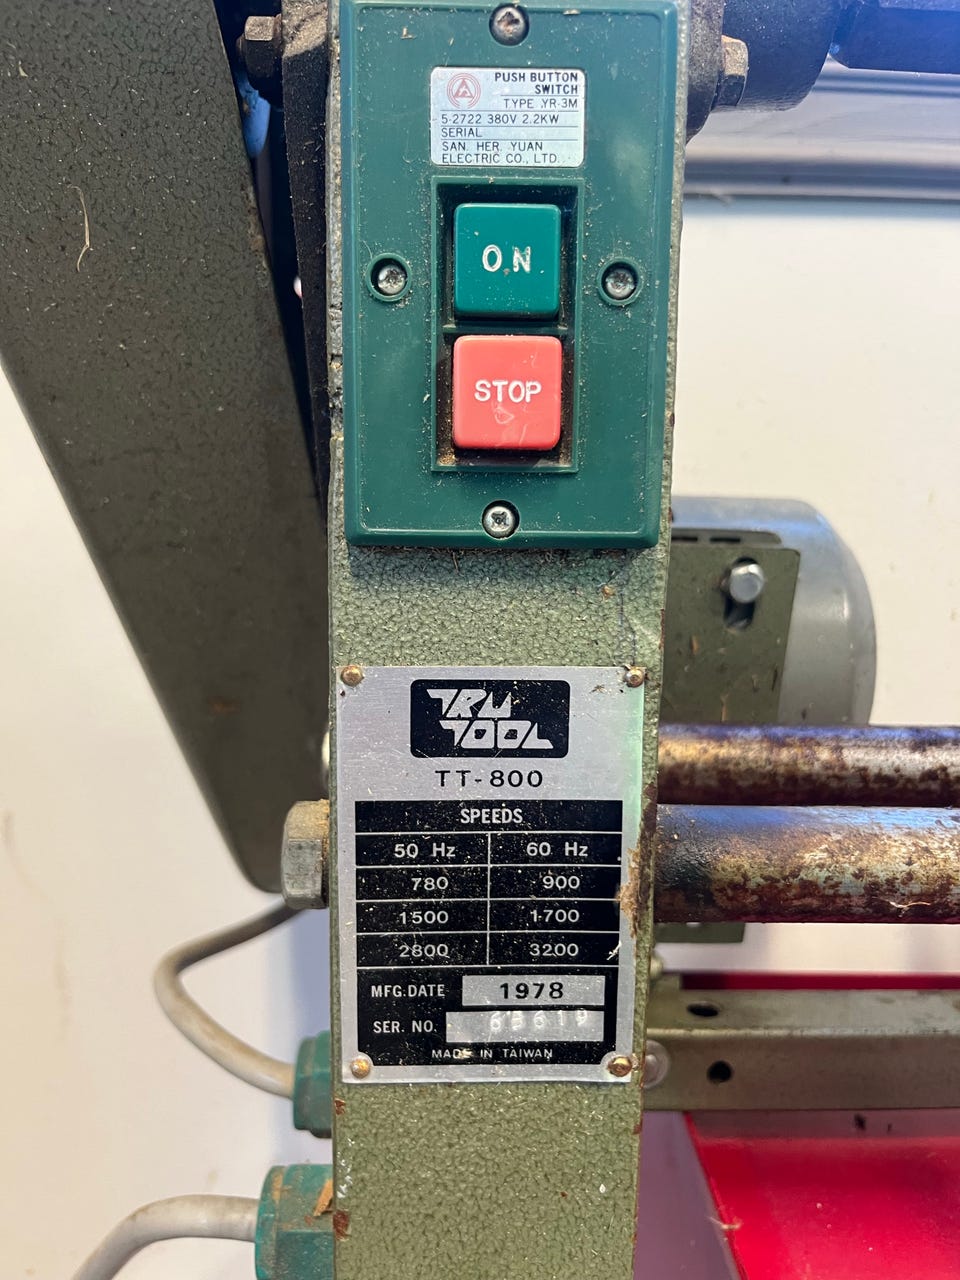 PUSH BUTTON
SWITCH
TYPE YR-3M
5-2722 380V 2.2KW
SERIAL
SAN. HER. YUAN
ELECTRIC CO., LTD.
ON
STOP
TRU
TOOL
TT-800
SPEEDS
50 Hz 60 Hz
780 900
1500 1700
2800 3200
MFG.DATE 1978
SER. NO. 63619
MADE IN TAIWAN